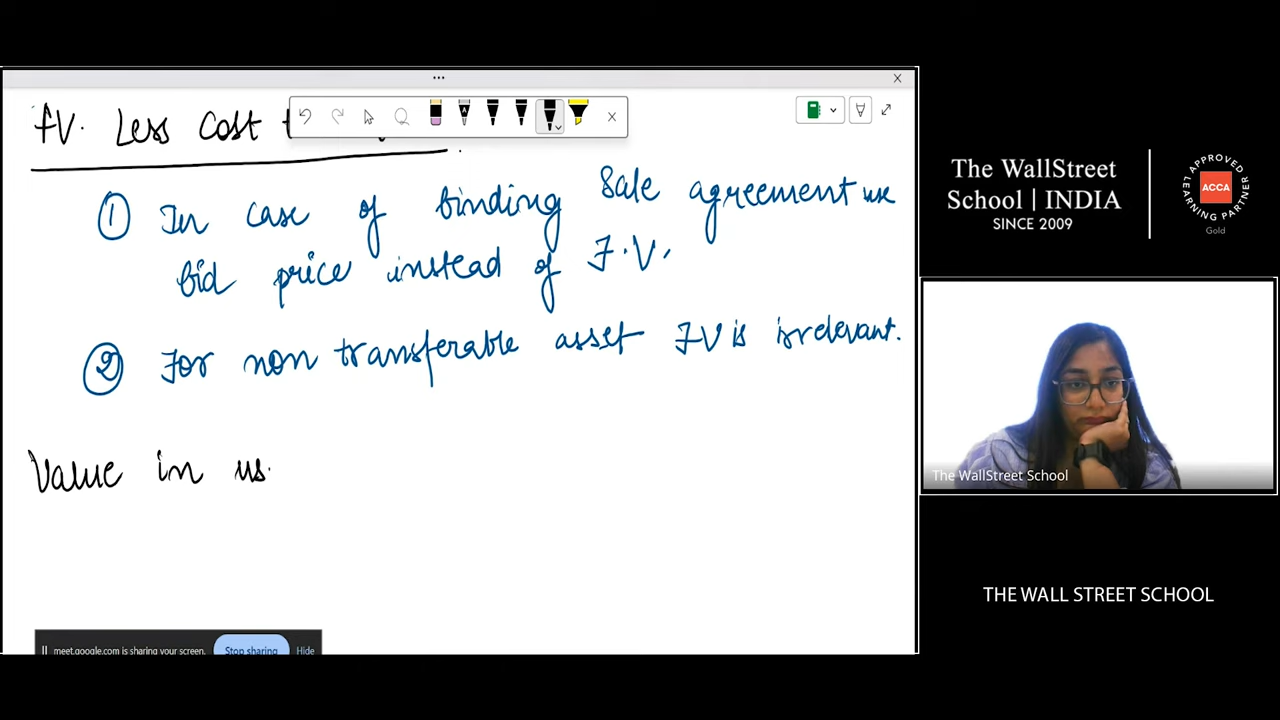 FV. Less Cost
① In case of binding Sale agreement use
bid price instead of F.V.
② For non transferable asset FV is irrelevant.
Value in us
meet.google.com is sharing your screen.
Stop sharing
Hide
The WallStreet
School | INDIA
SINCE 2009
APPROVED LEARNING PARTNER
ACCA
Gold
The WallStreet School
THE WALL STREET SCHOOL